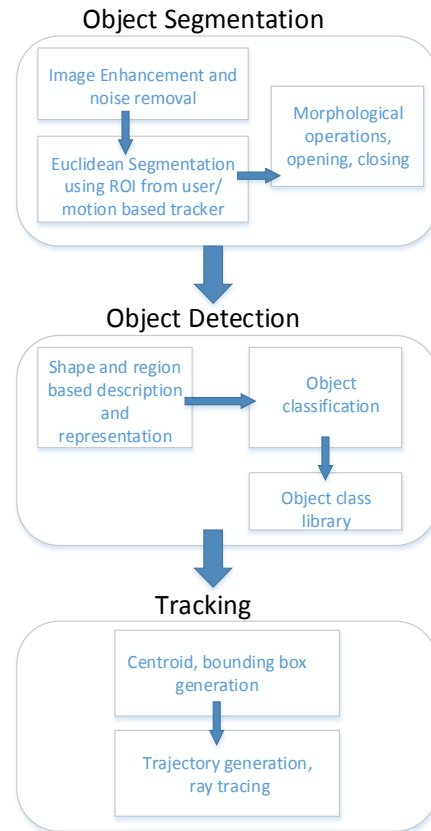 Object Segmentation
Image Enhancement and
noise removal
Euclidean Segmentation
using ROI from user/
motion based tracker
Morphological
operations,
opening, closing
Object Detection
Shape and region
based description
and
representation
Object
classification
Object class
library
Tracking
Centroid, bounding box
generation
Trajectory generation,
ray tracing